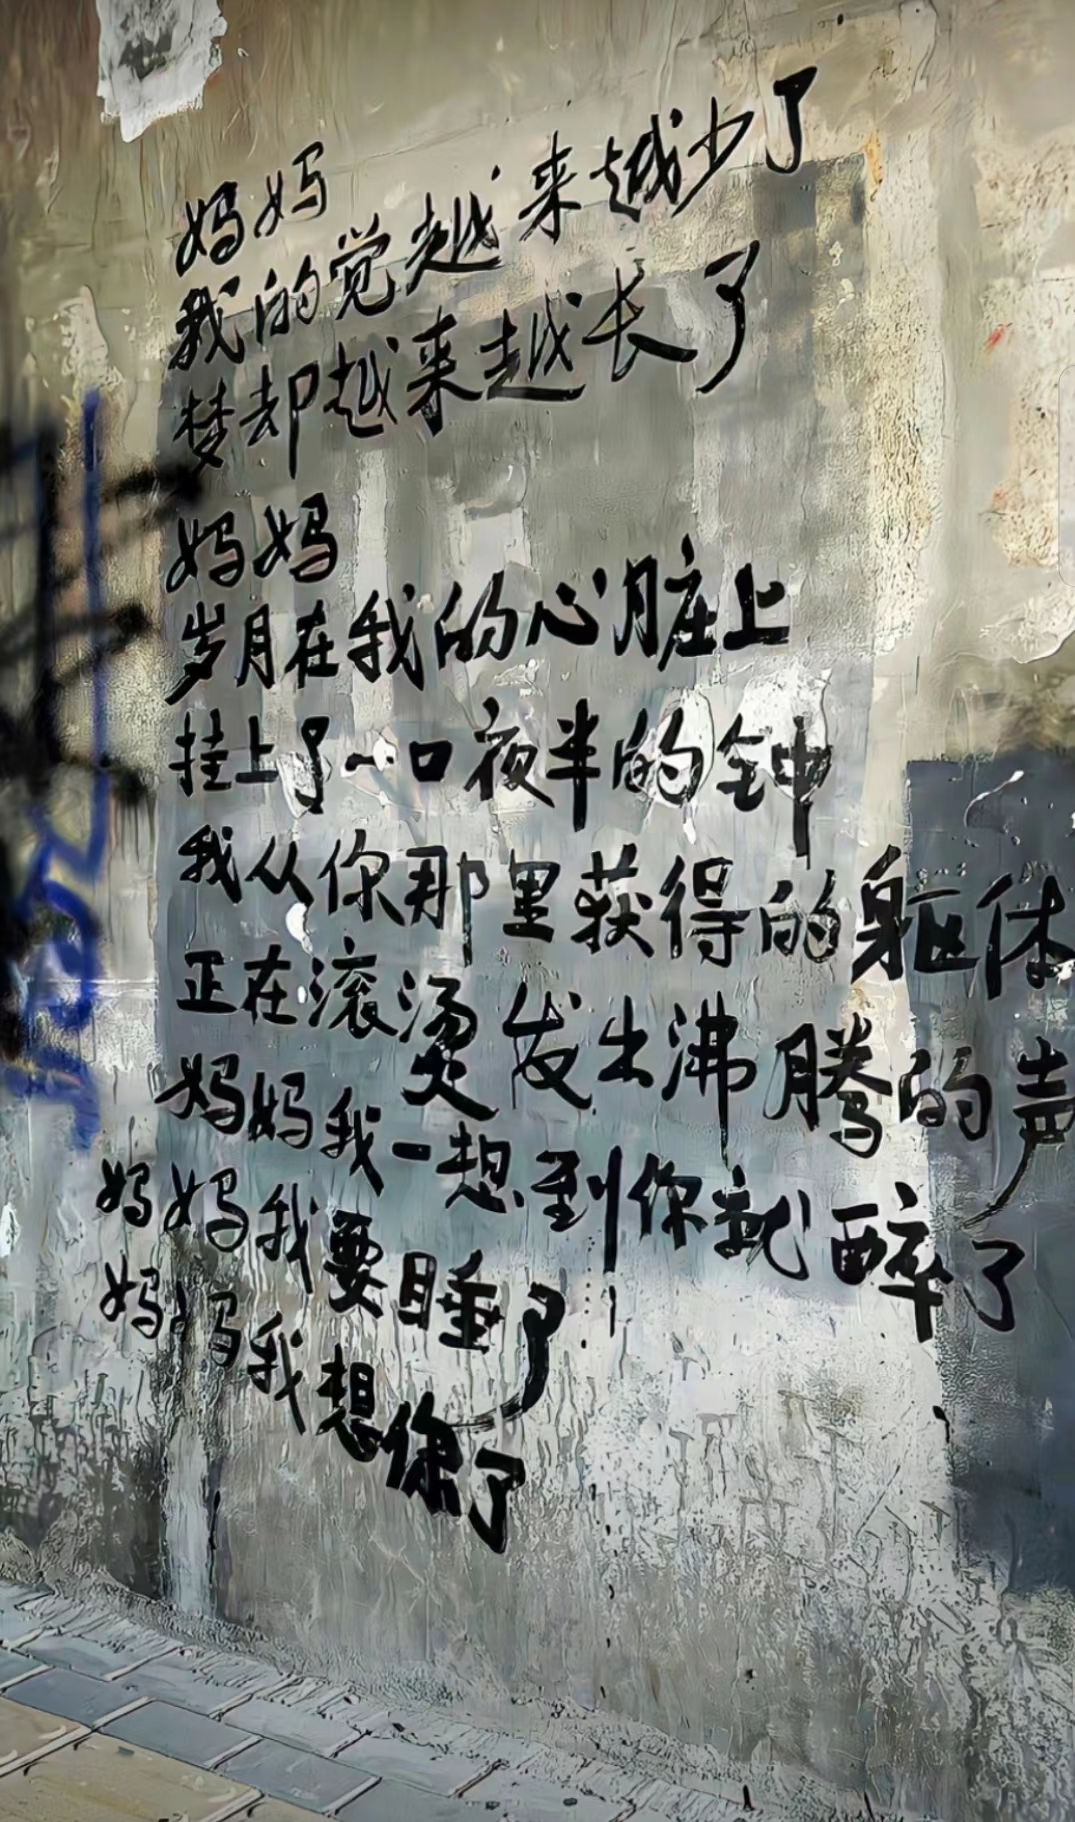 妈妈
我的觉越来越少了
梦却越来越长了
妈妈
岁月在我的心脏上
挂上了一口夜半的钟
我从你那里获得的躯体
正在滚烫发出沸腾的声
妈妈我一想到你就醉了
妈妈我要睡了
妈妈我想你了